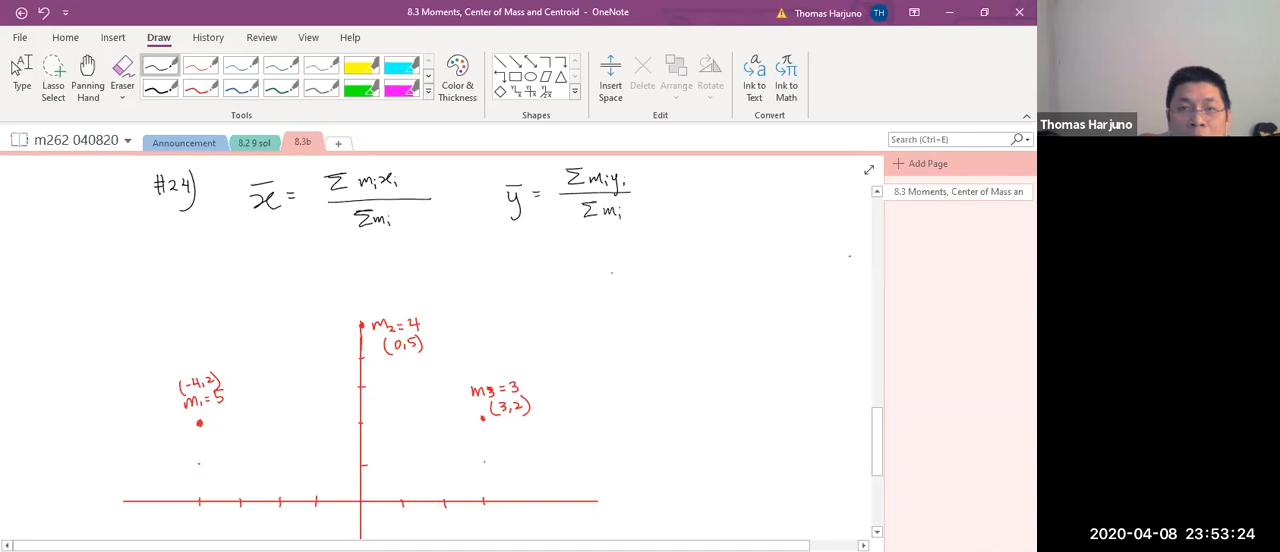 8.3 Moments, Center of Mass and Centroid - OneNote
Thomas Harjuno
TH
File Home Insert Draw History Review View Help
Type
Lasso Select
Panning Hand
Eraser
Color & Thickness
Insert Space
Delete
Arrange
Rotate
Ink to Text
Ink to Math
Tools
Shapes
Edit
Convert
m262 040820
Announcement
8.2 9 sol
8.3b
+
Search (Ctrl+E)
Add Page
8.3 Moments, Center of Mass an
Thomas Harjuno
#24) x̄ = Σ mᵢxᵢ / Σmᵢ ȳ = Σ mᵢyᵢ / Σ mᵢ
m₂ = 4
(0,5)
(-4,2)
m₁ = 5
m₃ = 3
(3,2)
2020-04-08 23:53:24